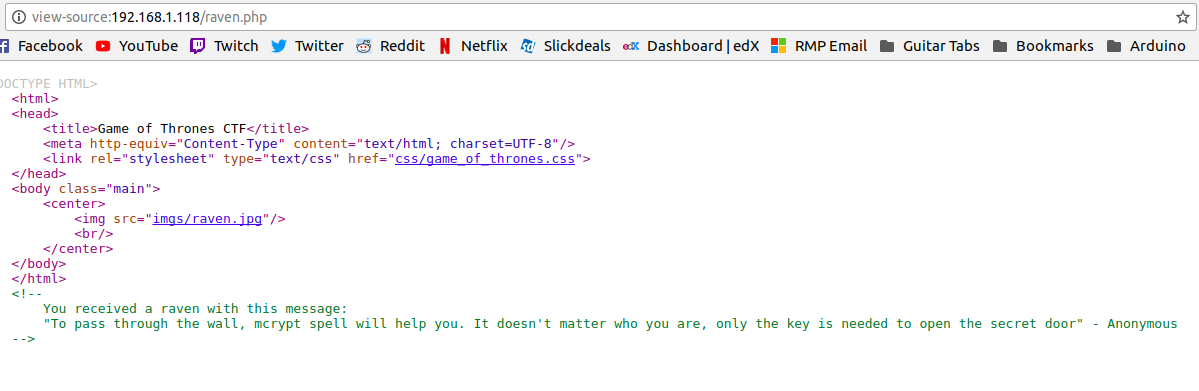 view-source:192.168.1.118/raven.php
Facebook YouTube Twitch Twitter Reddit Netflix Slickdeals edX Dashboard | edX RMP Email Guitar Tabs Bookmarks Arduino
DOCTYPE HTML>
<html>
<head>
<title>Game of Thrones CTF</title>
<meta http-equiv="Content-Type" content="text/html; charset=UTF-8"/>
<link rel="stylesheet" type="text/css" href="css/game_of_thrones.css">
</head>
<body class="main">
<center>
<img src="imgs/raven.jpg"/>
<br/>
</center>
</body>
</html>
<!--
You received a raven with this message:
"To pass through the wall, mcrypt spell will help you. It doesn't matter who you are, only the key is needed to open the secret door" - Anonymous
-->